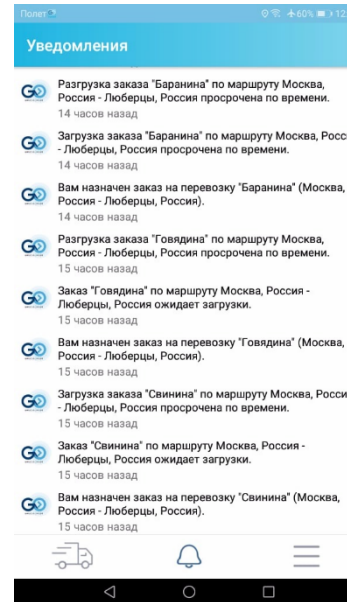 Полет
60%
12
Уведомления
Разгрузка заказа "Баранина" по маршруту Москва,
Россия - Люберцы, Россия просрочена по времени.
14 часов назад
Загрузка заказа "Баранина" по маршруту Москва, Росс
- Люберцы, Россия просрочена по времени.
14 часов назад
Вам назначен заказ на перевозку "Баранина" (Москва,
Россия - Люберцы, Россия).
14 часов назад
Разгрузка заказа "Говядина" по маршруту Москва,
Россия - Люберцы, Россия просрочена по времени.
15 часов назад
Заказ "Говядина" по маршруту Москва, Россия -
Люберцы, Россия ожидает загрузки.
15 часов назад
Вам назначен заказ на перевозку "Говядина" (Москва,
Россия - Люберцы, Россия).
15 часов назад
Загрузка заказа "Свинина" по маршруту Москва, Росси
- Люберцы, Россия просрочена по времени.
15 часов назад
Заказ "Свинина" по маршруту Москва, Россия -
Люберцы, Россия ожидает загрузки.
15 часов назад
Вам назначен заказ на перевозку "Свинина" (Москва,
Россия - Люберцы, Россия).
15 часов назад